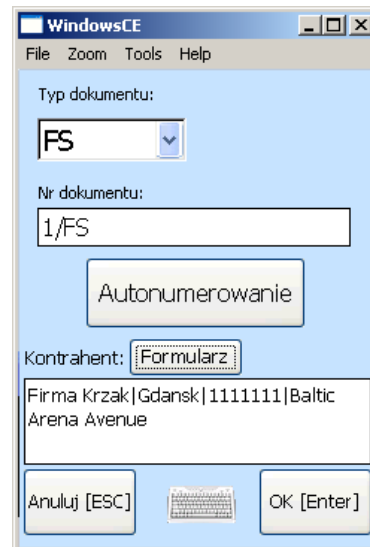 WindowsCE
File Zoom Tools Help
Typ dokumentu:
FS
Nr dokumentu:
1/FS
Autonumerowanie
Kontrahent: Formularz
Firma Krzak|Gdansk|1111111|Baltic
Arena Avenue
Anuluj [ESC] OK [Enter]